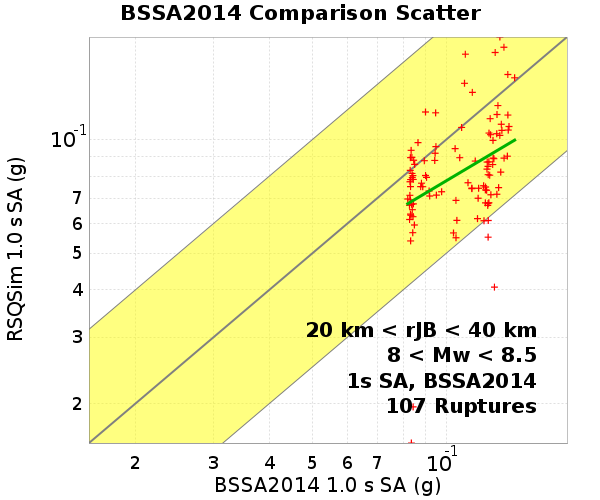 BSSA2014 Comparison Scatter
RSQSim 1.0 s SA (g)
10-1
7
6
5
4
3
2
20 km < rJB < 40 km
8 < Mw < 8.5
1s SA, BSSA2014
107 Ruptures
2 3 4 5 6 7 10-1
BSSA2014 1.0 s SA (g)